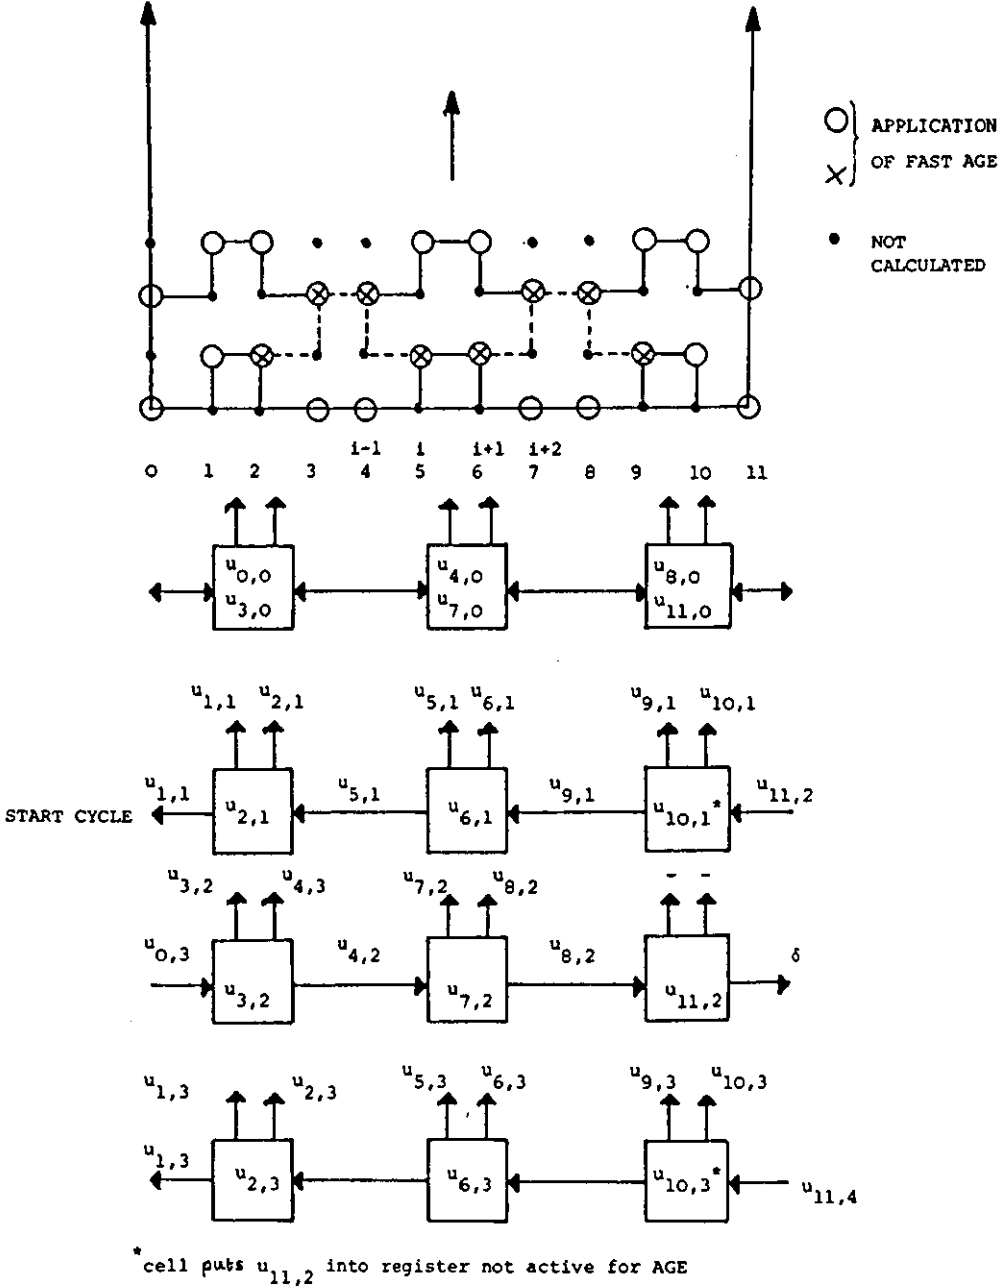 APPLICATION
OF FAST AGE
NOT
CALCULATED
i-1 i i+1 i+2
0 1 2 3 4 5 6 7 8 9 10 11
u0,0 u4,0 u8,0
u3,0 u7,0 u11,0
u1,1 u2,1 u5,1 u6,1 u9,1 u10,1
u1,1 u5,1 u9,1 u11,2
START CYCLE u2,1 u6,1 u10,1*
u3,2 u4,3 u7,2 u8,2 - -
u0,3 u4,2 u8,2 δ
u3,2 u7,2 u11,2
u1,3 u2,3 u5,3 u6,3 u9,3 u10,3
u1,3 u2,3 u6,3 u10,3* u11,4
*cell puts u11,2 into register not active for AGE